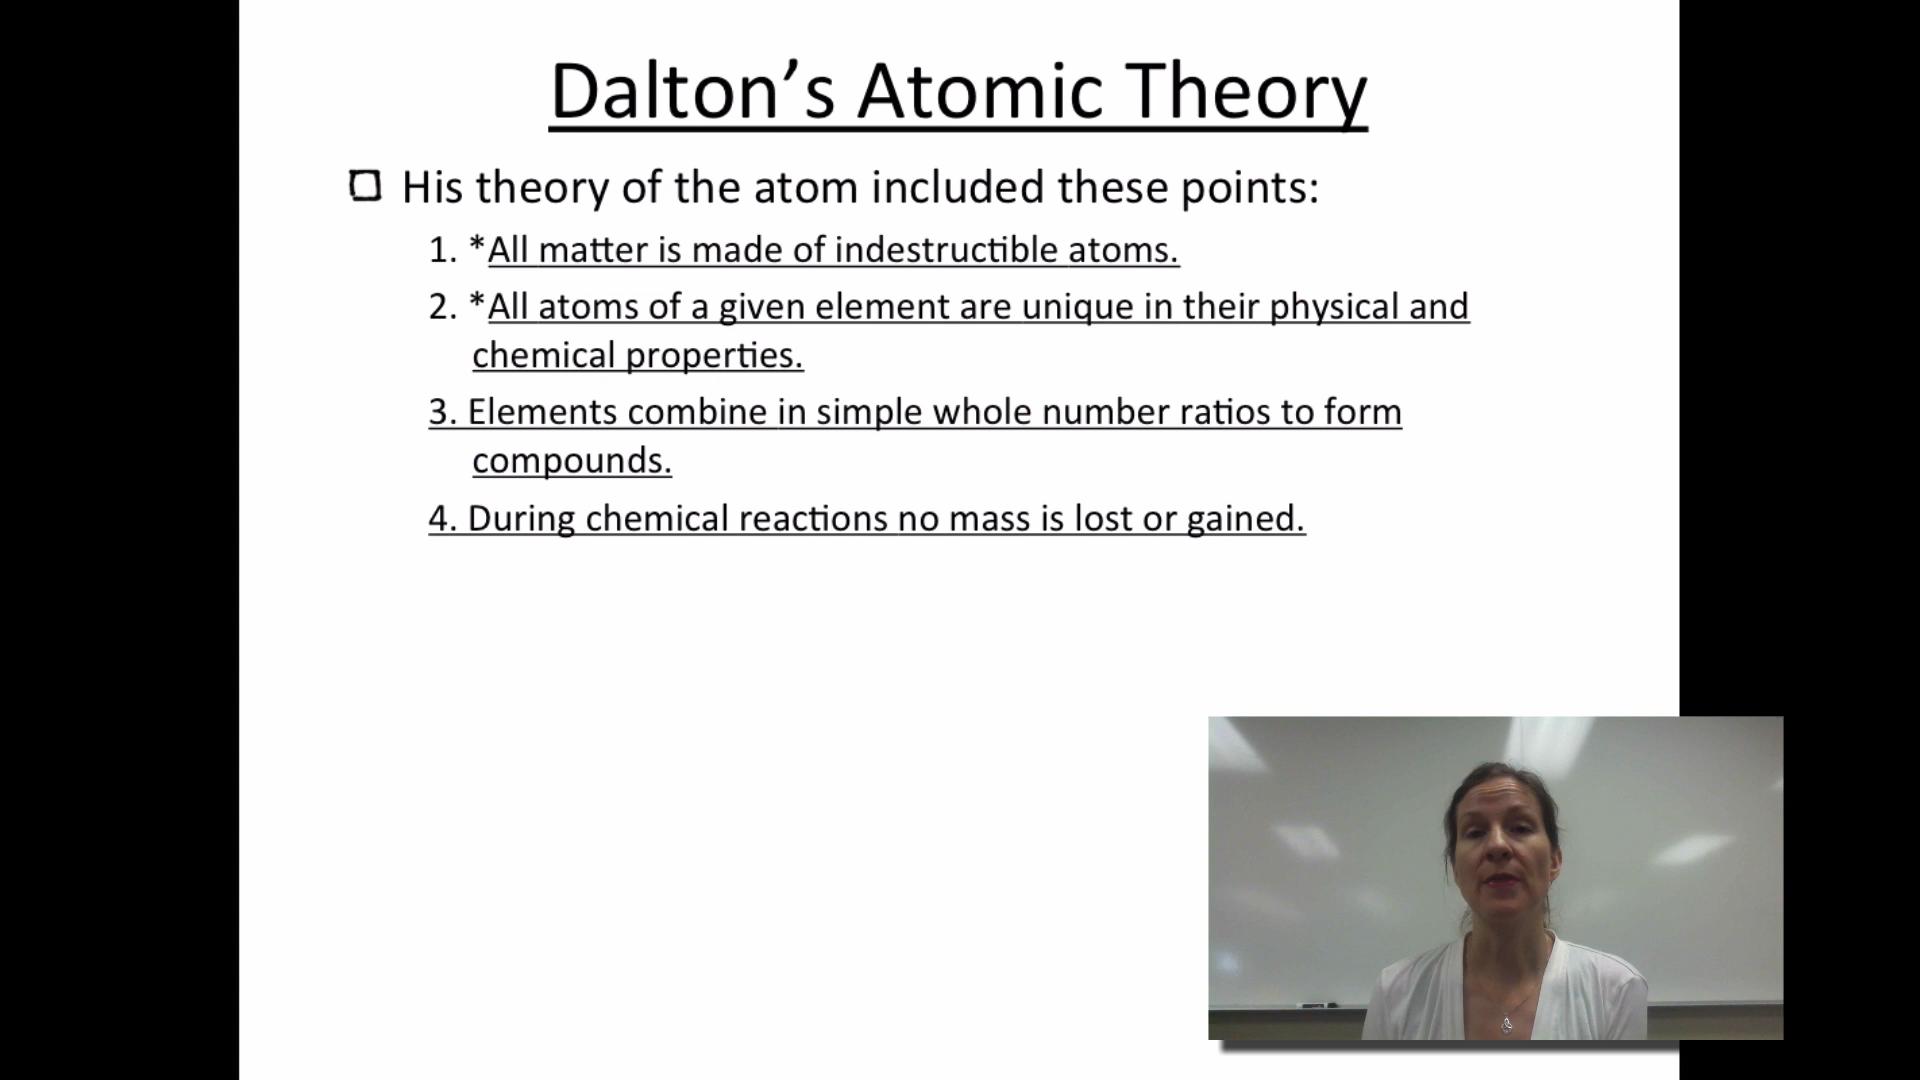 Dalton’s Atomic Theory
His theory of the atom included these points:
1. *All matter is made of indestructible atoms.
2. *All atoms of a given element are unique in their physical and
chemical properties.
3. Elements combine in simple whole number ratios to form
compounds.
4. During chemical reactions no mass is lost or gained.